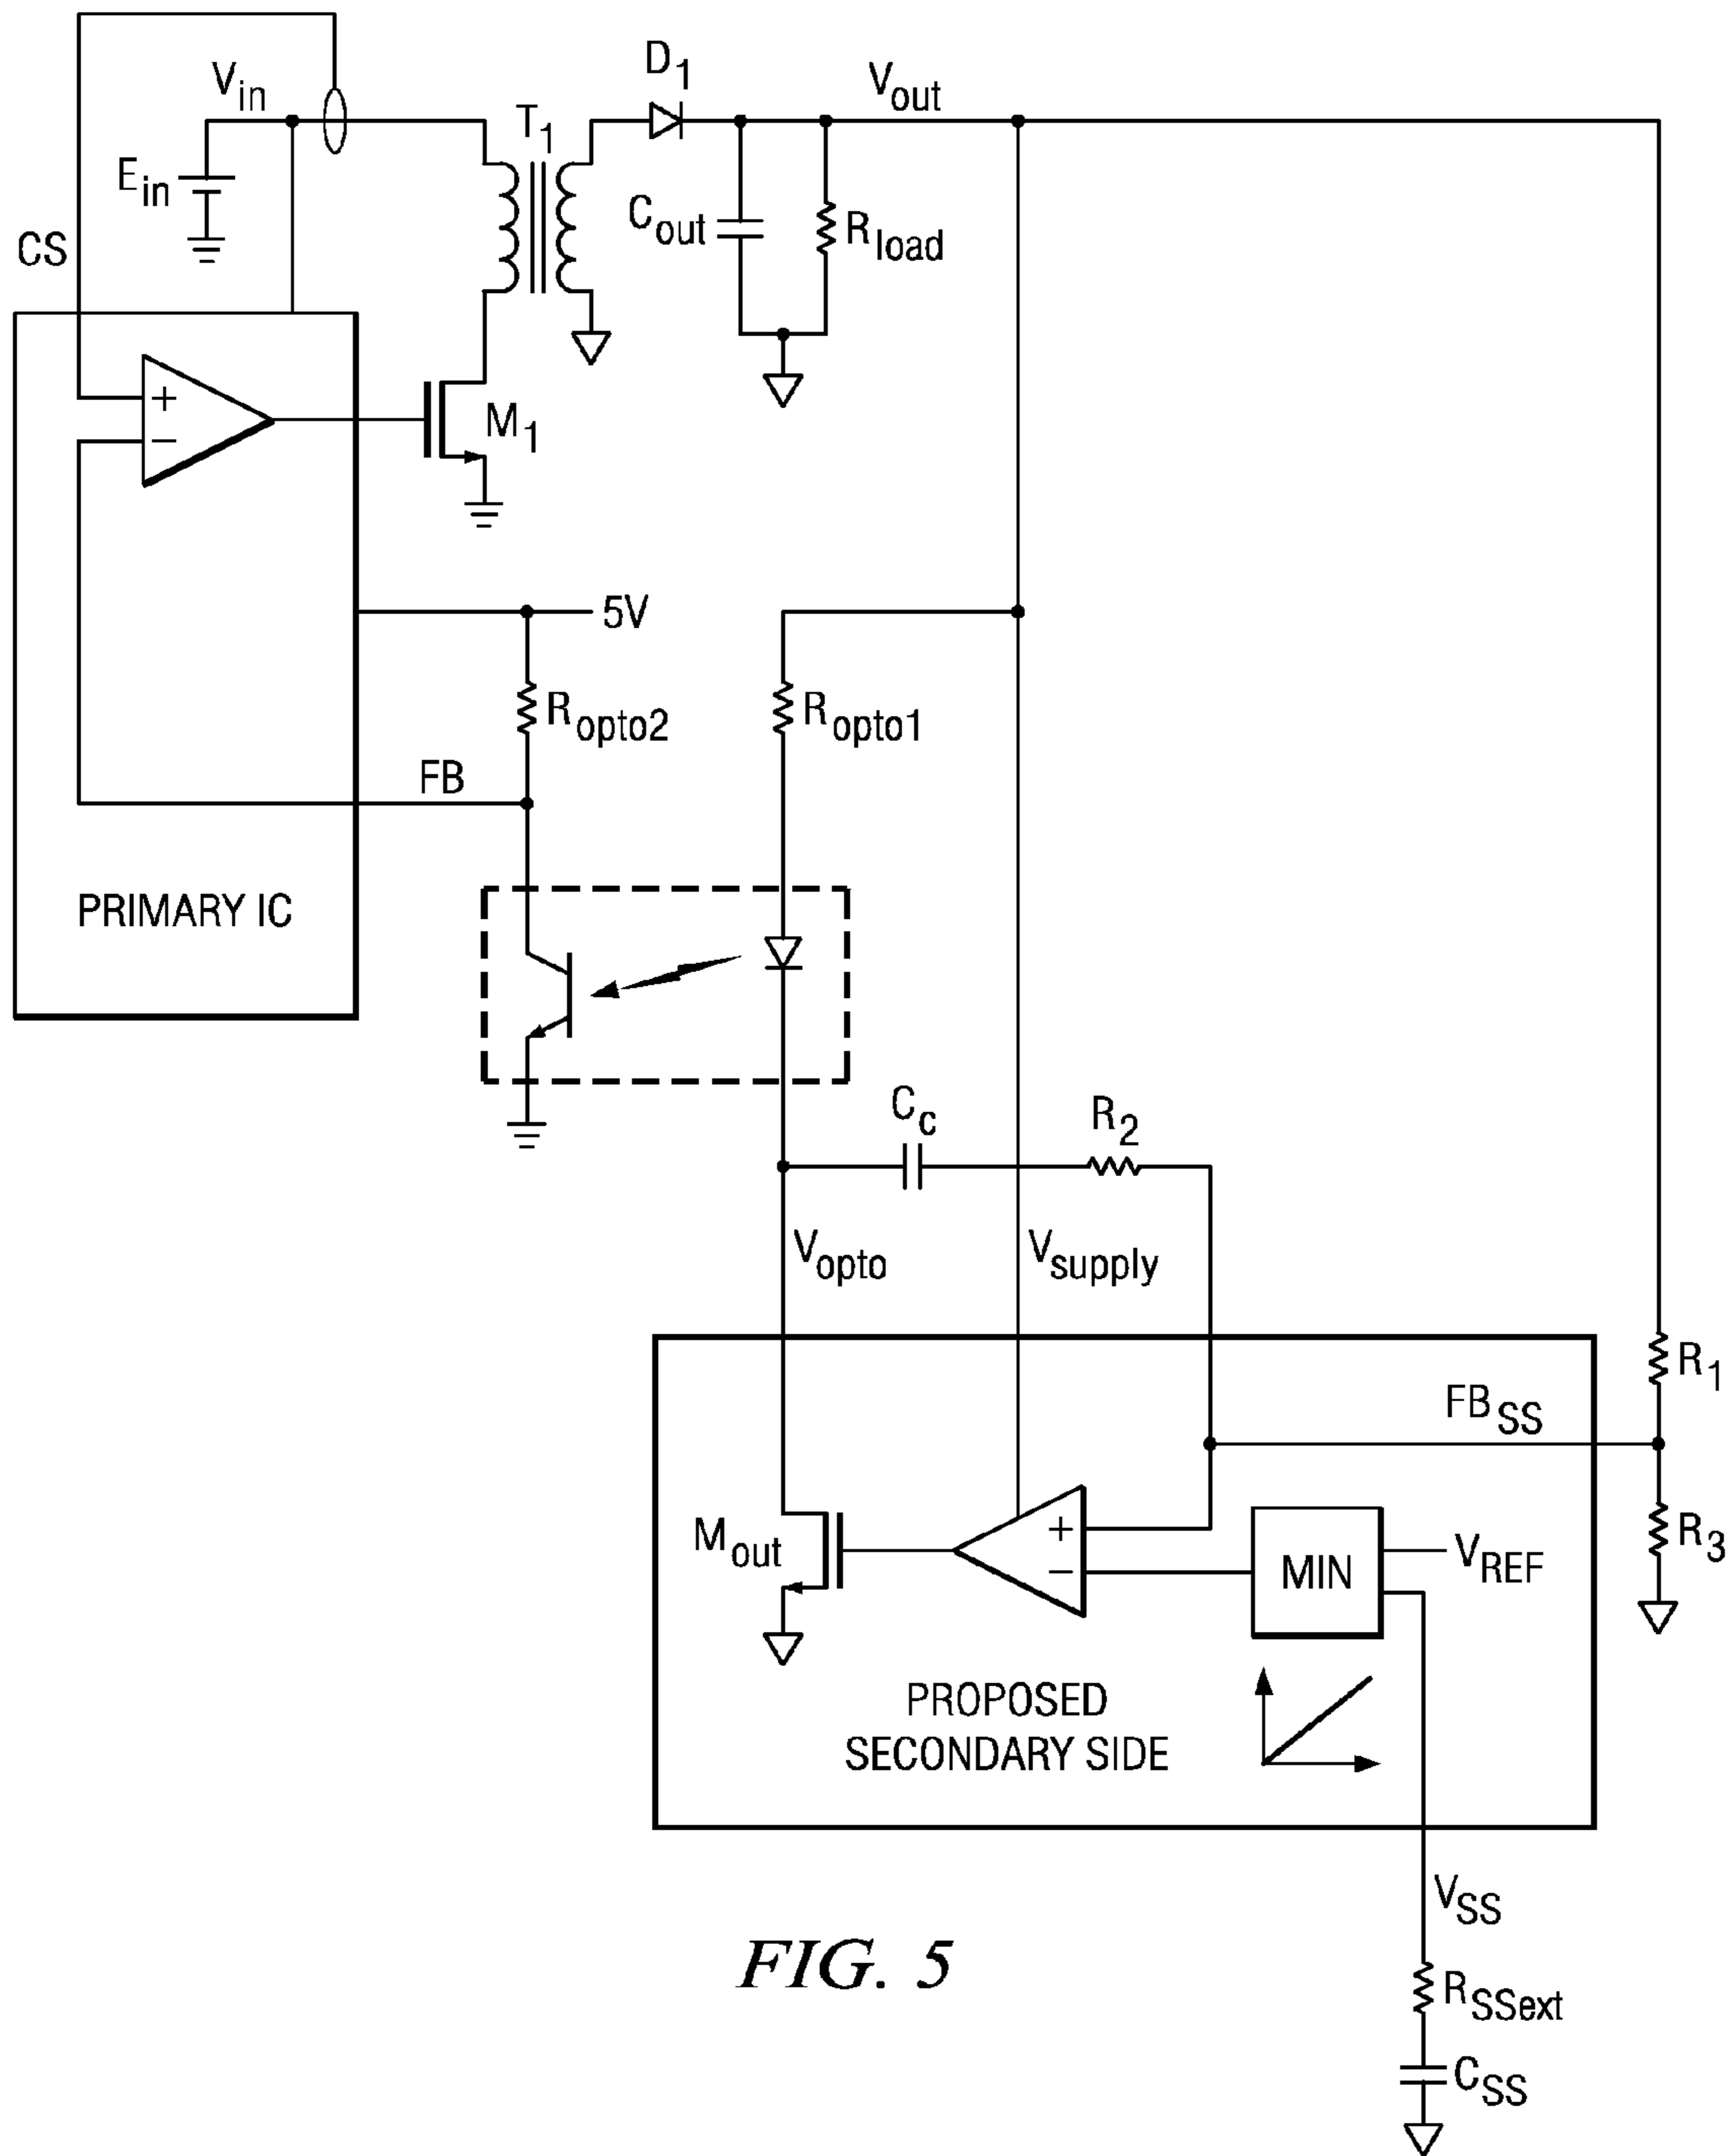 D1
Vin
Vout
T1
Ein
Cout
Rload
CS
+
−
M1
5V
Ropto2
Ropto1
FB
PRIMARY IC
Cc
R2
Vopto
Vsupply
R1
FBSS
Mout
+
−
MIN
VREF
R3
PROPOSED
SECONDARY SIDE
VSS
FIG. 5
RSSext
CSS